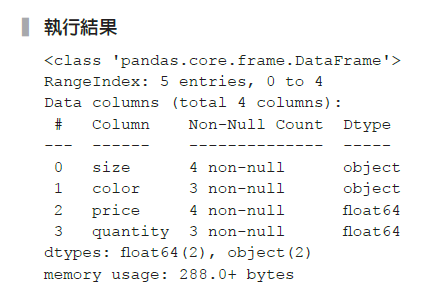 執行結果
<class 'pandas.core.frame.DataFrame'>
RangeIndex: 5 entries, 0 to 4
Data columns (total 4 columns):
 #   Column    Non-Null Count  Dtype
---  ------    --------------  -----
 0   size      4 non-null      object
 1   color     3 non-null      object
 2   price     4 non-null      float64
 3   quantity  3 non-null      float64
dtypes: float64(2), object(2)
memory usage: 288.0+ bytes